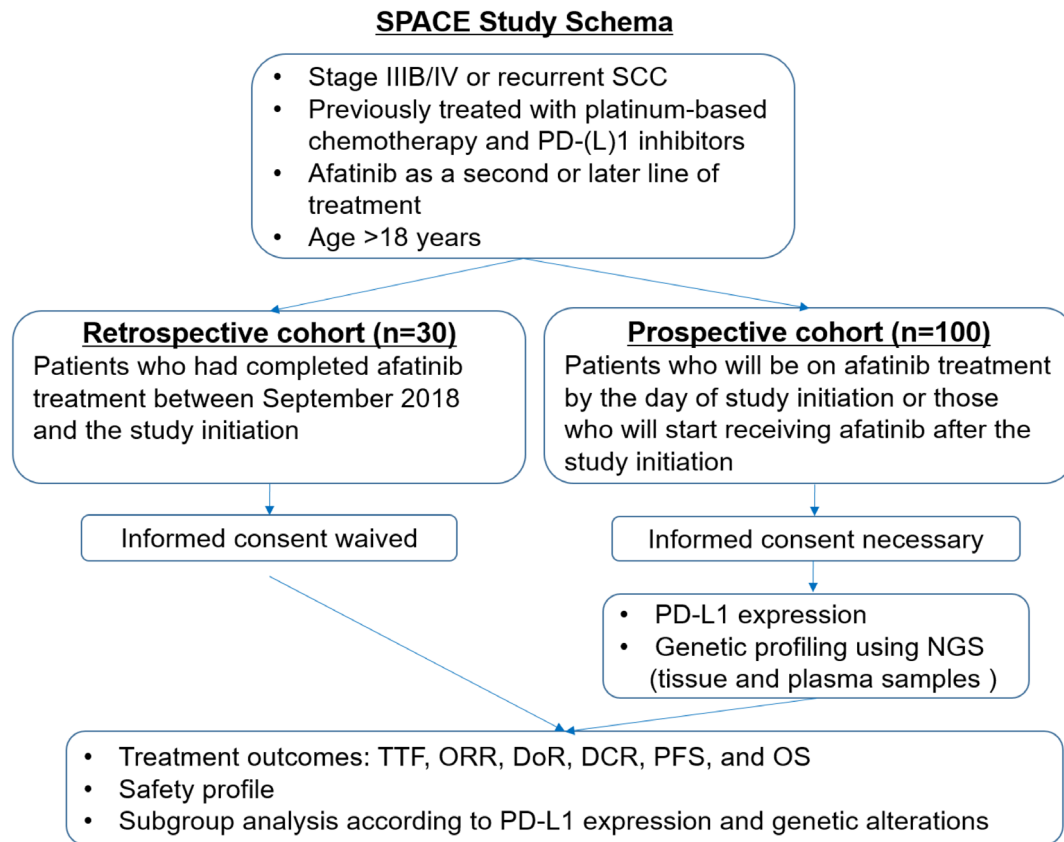 SPACE Study Schema
• Stage IIIB/IV or recurrent SCC
• Previously treated with platinum-based
chemotherapy and PD-(L)1 inhibitors
• Afatinib as a second or later line of
treatment
• Age >18 years
Retrospective cohort (n=30)
Patients who had completed afatinib
treatment between September 2018
and the study initiation
Prospective cohort (n=100)
Patients who will be on afatinib treatment
by the day of study initiation or those
who will start receiving afatinib after the
study initiation
Informed consent waived
Informed consent necessary
• PD-L1 expression
• Genetic profiling using NGS
(tissue and plasma samples )
• Treatment outcomes: TTF, ORR, DoR, DCR, PFS, and OS
• Safety profile
• Subgroup analysis according to PD-L1 expression and genetic alterations